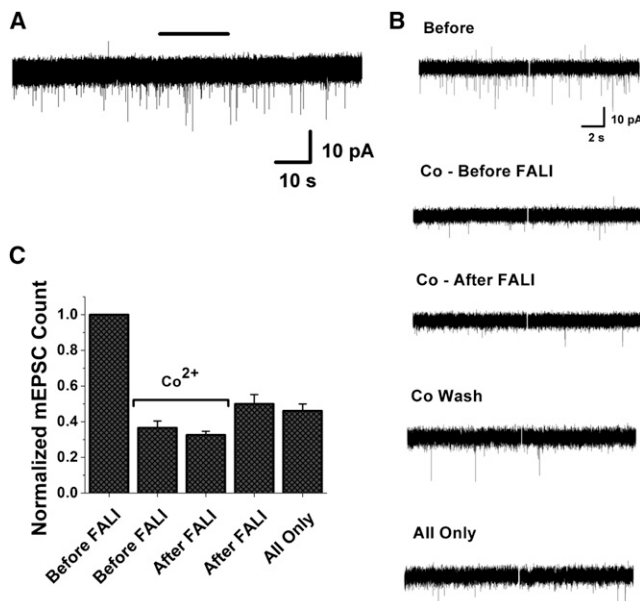 A
10 pA
10 s
B
Before
10 pA
2 s
Co - Before FALI
Co - After FALI
Co Wash
All Only
C
Normalized mEPSC Count
1.0
0.8
0.6
0.4
0.2
0.0
Co2+
Before FALI
Before FALI
After FALI
After FALI
All Only